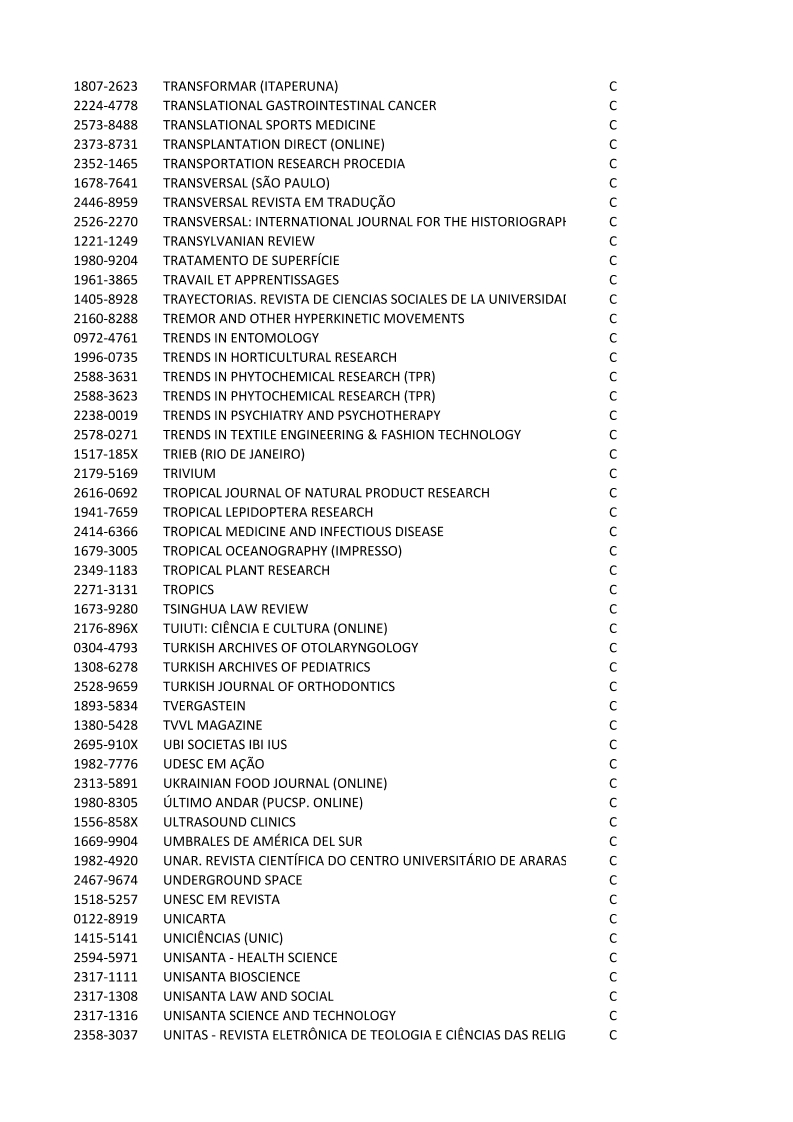 1807-2623 TRANSFORMAR (ITAPERUNA) C
2224-4778 TRANSLATIONAL GASTROINTESTINAL CANCER C
2573-8488 TRANSLATIONAL SPORTS MEDICINE C
2373-8731 TRANSPLANTATION DIRECT (ONLINE) C
2352-1465 TRANSPORTATION RESEARCH PROCEDIA C
1678-7641 TRANSVERSAL (SÃO PAULO) C
2446-8959 TRANSVERSAL REVISTA EM TRADUÇÃO C
2526-2270 TRANSVERSAL: INTERNATIONAL JOURNAL FOR THE HISTORIOGRAPH C
1221-1249 TRANSYLVANIAN REVIEW C
1980-9204 TRATAMENTO DE SUPERFÍCIE C
1961-3865 TRAVAIL ET APPRENTISSAGES C
1405-8928 TRAYECTORIAS. REVISTA DE CIENCIAS SOCIALES DE LA UNIVERSIDAD C
2160-8288 TREMOR AND OTHER HYPERKINETIC MOVEMENTS C
0972-4761 TRENDS IN ENTOMOLOGY C
1996-0735 TRENDS IN HORTICULTURAL RESEARCH C
2588-3631 TRENDS IN PHYTOCHEMICAL RESEARCH (TPR) C
2588-3623 TRENDS IN PHYTOCHEMICAL RESEARCH (TPR) C
2238-0019 TRENDS IN PSYCHIATRY AND PSYCHOTHERAPY C
2578-0271 TRENDS IN TEXTILE ENGINEERING & FASHION TECHNOLOGY C
1517-185X TRIEB (RIO DE JANEIRO) C
2179-5169 TRIVIUM C
2616-0692 TROPICAL JOURNAL OF NATURAL PRODUCT RESEARCH C
1941-7659 TROPICAL LEPIDOPTERA RESEARCH C
2414-6366 TROPICAL MEDICINE AND INFECTIOUS DISEASE C
1679-3005 TROPICAL OCEANOGRAPHY (IMPRESSO) C
2349-1183 TROPICAL PLANT RESEARCH C
2271-3131 TROPICS C
1673-9280 TSINGHUA LAW REVIEW C
2176-896X TUIUTI: CIÊNCIA E CULTURA (ONLINE) C
0304-4793 TURKISH ARCHIVES OF OTOLARYNGOLOGY C
1308-6278 TURKISH ARCHIVES OF PEDIATRICS C
2528-9659 TURKISH JOURNAL OF ORTHODONTICS C
1893-5834 TVERGASTEIN C
1380-5428 TVVL MAGAZINE C
2695-910X UBI SOCIETAS IBI IUS C
1982-7776 UDESC EM AÇÃO C
2313-5891 UKRAINIAN FOOD JOURNAL (ONLINE) C
1980-8305 ÚLTIMO ANDAR (PUCSP. ONLINE) C
1556-858X ULTRASOUND CLINICS C
1669-9904 UMBRALES DE AMÉRICA DEL SUR C
1982-4920 UNAR. REVISTA CIENTÍFICA DO CENTRO UNIVERSITÁRIO DE ARARAS C
2467-9674 UNDERGROUND SPACE C
1518-5257 UNESC EM REVISTA C
0122-8919 UNICARTA C
1415-5141 UNICIÊNCIAS (UNIC) C
2594-5971 UNISANTA - HEALTH SCIENCE C
2317-1111 UNISANTA BIOSCIENCE C
2317-1308 UNISANTA LAW AND SOCIAL C
2317-1316 UNISANTA SCIENCE AND TECHNOLOGY C
2358-3037 UNITAS - REVISTA ELETRÔNICA DE TEOLOGIA E CIÊNCIAS DAS RELIG C